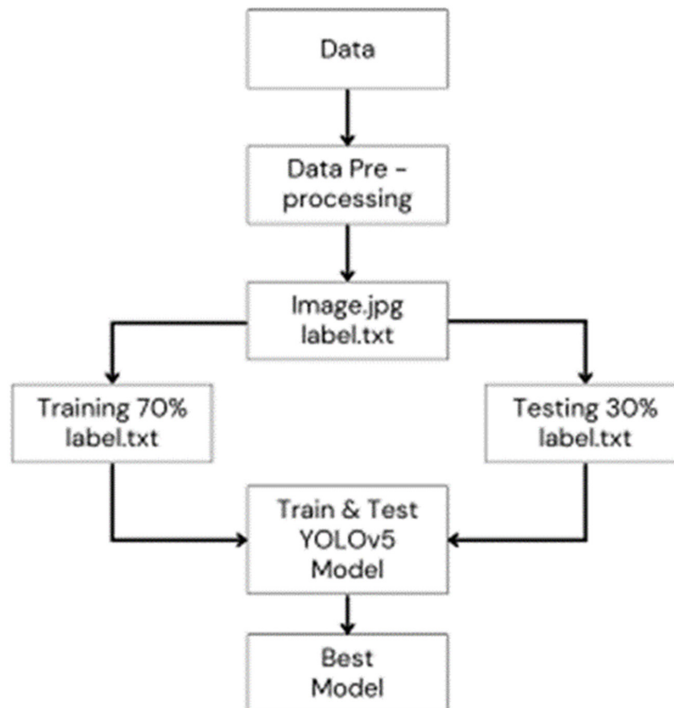 Data
Data Pre -
processing
Image.jpg
label.txt
Training 70%
label.txt
Testing 30%
label.txt
Train & Test
YOLOv5
Model
Best
Model